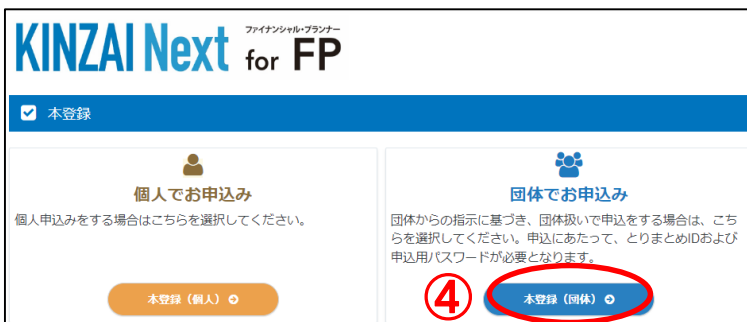 KINZAI Next for FP
ファイナンシャル・プランナー
本登録
個人でお申込み
個人申込みをする場合はこちらを選択してください。
本登録（個人）
団体でお申込み
団体からの指示に基づき、団体扱いで申込をする場合は、こち
らを選択してください。申込にあたって、とりまとめIDおよび
申込用パスワードが必要となります。
④
本登録（団体）